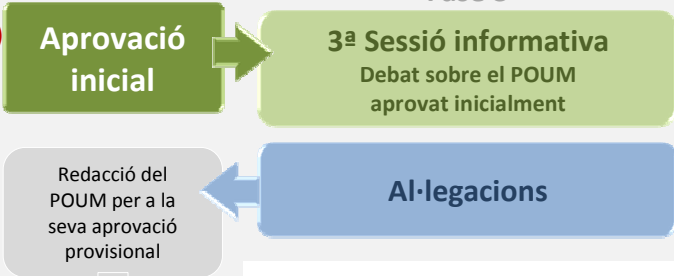 Aprovació
inicial
3ª Sessió informativa
Debat sobre el POUM
aprovat inicialment
Redacció del
POUM per a la
seva aprovació
provisional
Al·legacions